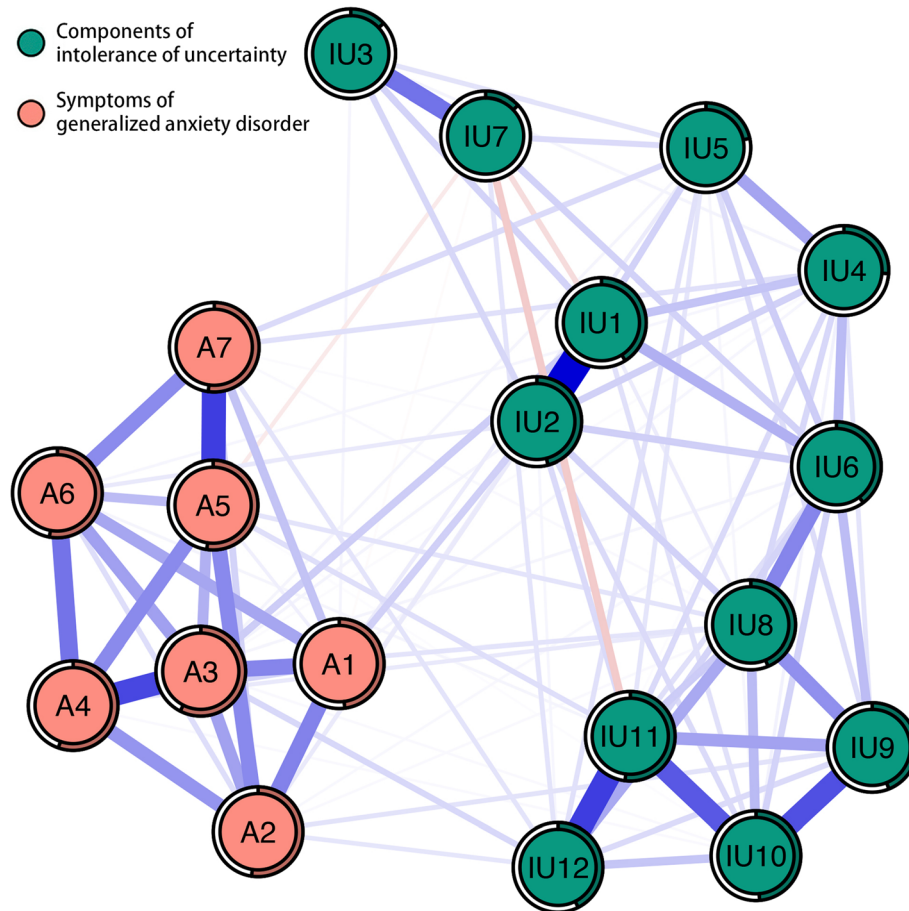 Components of
intolerance of uncertainty
Symptoms of
generalized anxiety disorder
IU3
IU7
IU5
IU4
IU1
A7
IU2
IU6
A6
A5
IU8
A3
A1
A4
IU11
IU9
A2
IU12
IU10